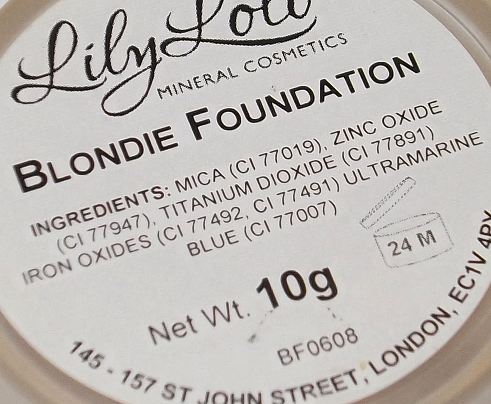 Lily Lolo
MINERAL COSMETICS
BLONDIE FOUNDATION
INGREDIENTS: MICA (CI 77019), ZINC OXIDE
(CI 77947), TITANIUM DIOXIDE (CI 77891)
IRON OXIDES (CI 77492, CI 77491) ULTRAMARINE
BLUE (CI 77007)
24 M
Net Wt. 10g
BF0608
145 - 157 ST JOHN STREET, LONDON, EC1V 4PY